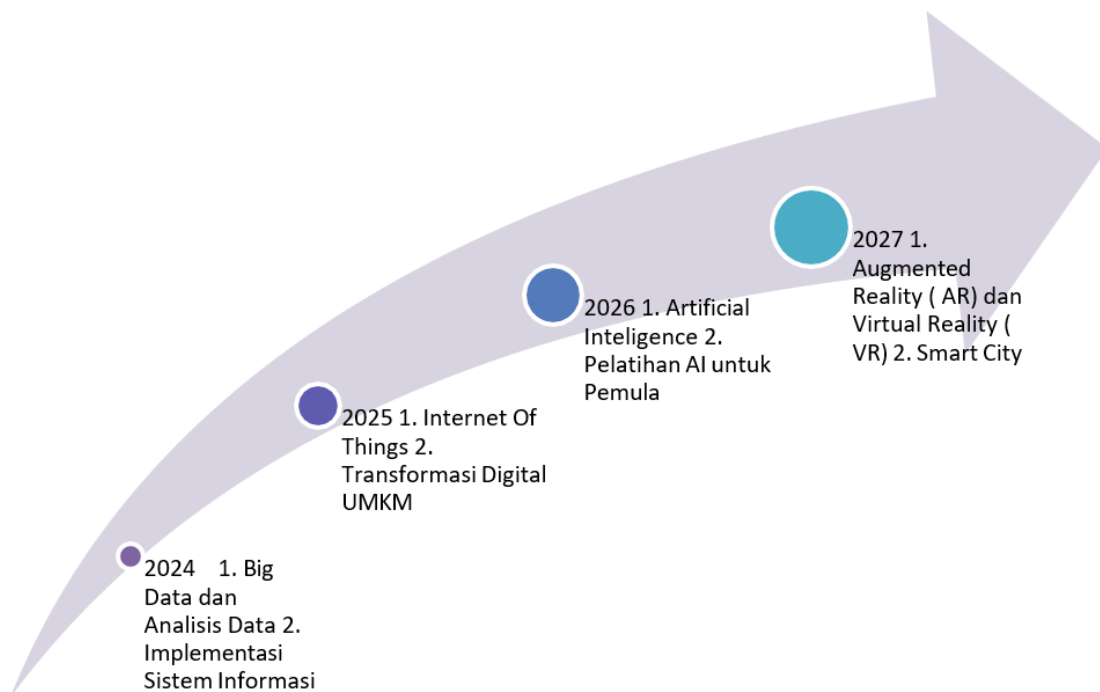 2024 1. Big
Data dan
Analisis Data 2.
Implementasi
Sistem Informasi
2025 1. Internet Of
Things 2.
Transformasi Digital
UMKM
2026 1. Artificial
Inteligence 2.
Pelatihan AI untuk
Pemula
2027 1.
Augmented
Reality ( AR) dan
Virtual Reality (
VR) 2. Smart City